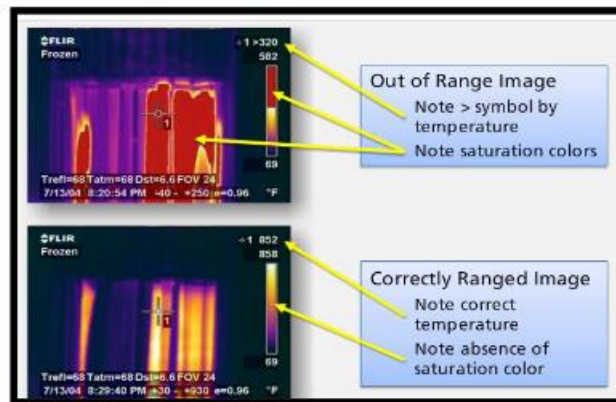 FLIR
Frozen
÷1 >320
582
1
69
Trefl=68 Tatm=68 Dst=6.6 FOV 24
7/13/04 8:20:54 PM -40 - +250 e=0.96 °F
Out of Range Image
Note > symbol by
temperature
Note saturation colors
FLIR
Frozen
÷1 852
858
1
69
Trefl=68 Tatm=68 Dst=6.6 FOV 24
7/13/04 8:29:40 PM +30 - +930 e=0.96 °F
Correctly Ranged Image
Note correct
temperature
Note absence of
saturation color